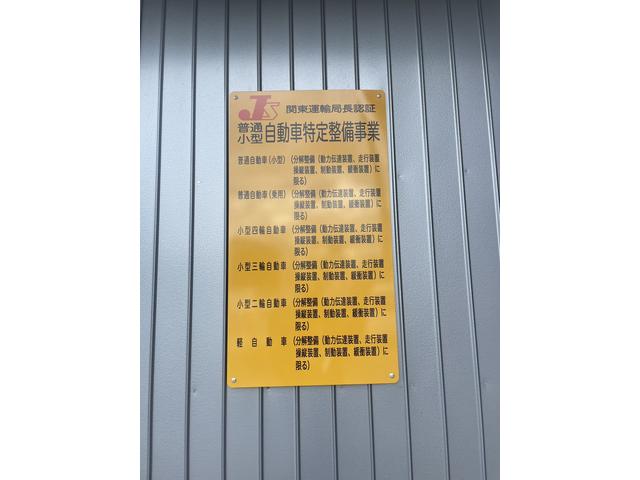 JS 関東運輸局長認証
普通
小型 自動車特定整備事業
普通自動車(小型) (分解整備(動力伝達装置、走行装置
操縦装置、制動装置、緩衝装置)に
限る)
普通自動車(乗用) (分解整備(動力伝達装置、走行装置
操縦装置、制動装置、緩衝装置)に
限る)
小型四輪自動車 (分解整備(動力伝達装置、走行装置
操縦装置、制動装置、緩衝装置)に
限る)
小型三輪自動車 (分解整備(動力伝達装置、走行装置
操縦装置、制動装置、緩衝装置)に
限る)
小型二輪自動車 (分解整備(動力伝達装置、走行装置
操縦装置、制動装置、緩衝装置)に
限る)
軽自動車 (分解整備(動力伝達装置、走行装置
操縦装置、制動装置、緩衝装置)に
限る)